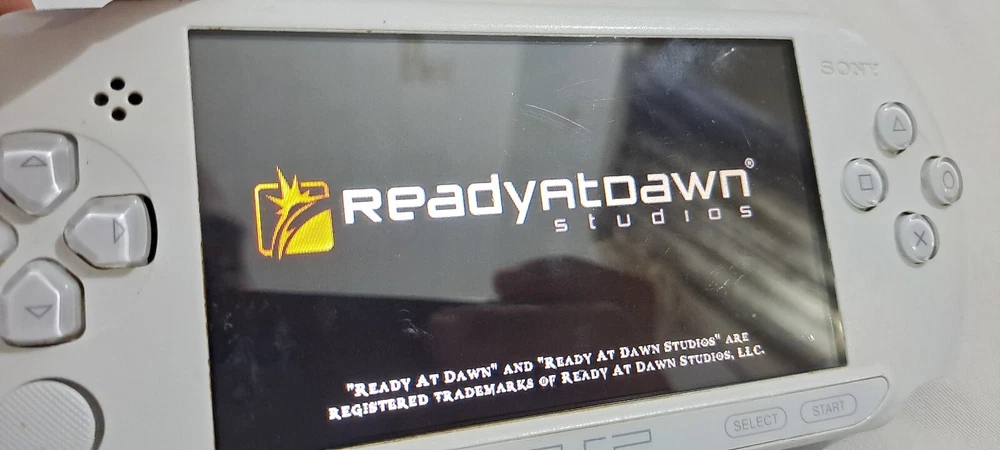 SONY
ReadyAtDawn®
studios
"Ready At Dawn" and "Ready At Dawn Studios" are
registered trademarks of Ready At Dawn Studios, LLC.
SELECT
START